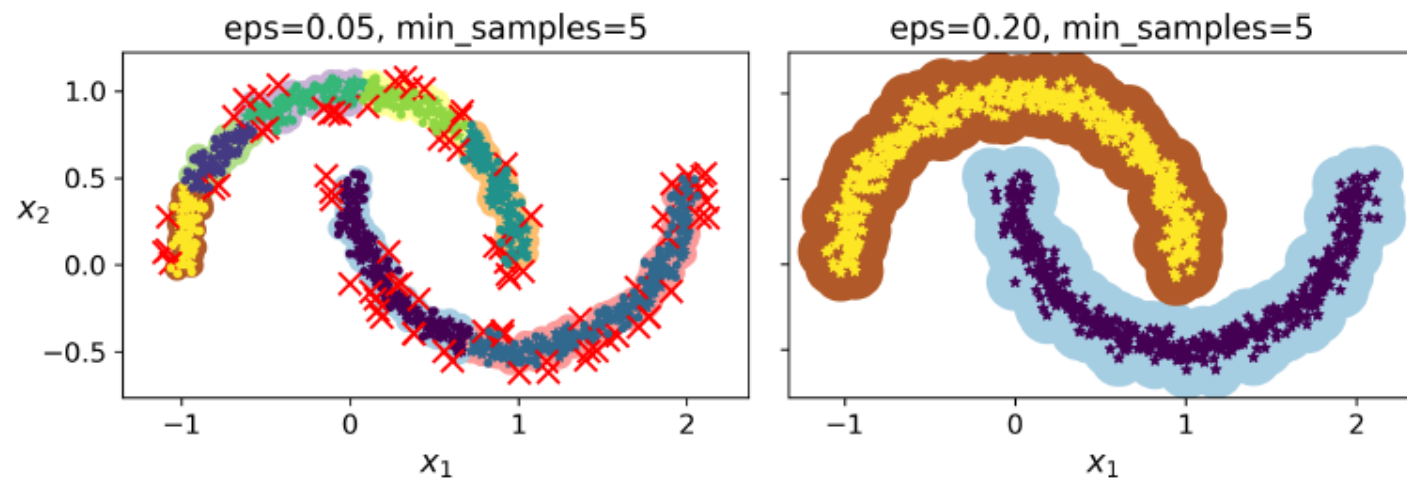 eps=0.05, min_samples=5
eps=0.20, min_samples=5
1.0
0.5
0.0
−0.5
x₂
−1 0 1 2
−1 0 1 2
x₁
x₁